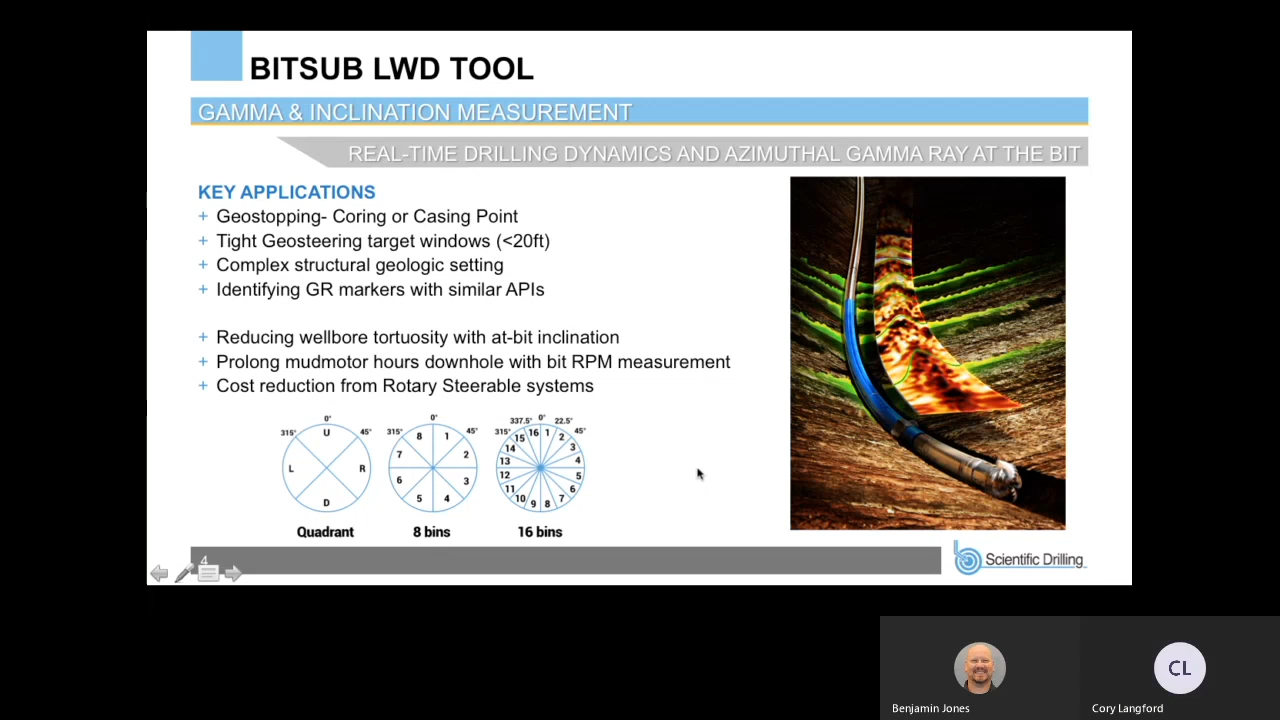 BITSUB LWD TOOL
GAMMA & INCLINATION MEASUREMENT
REAL-TIME DRILLING DYNAMICS AND AZIMUTHAL GAMMA RAY AT THE BIT
KEY APPLICATIONS
+ Geostopping- Coring or Casing Point
+ Tight Geosteering target windows (<20ft)
+ Complex structural geologic setting
+ Identifying GR markers with similar APIs
+ Reducing wellbore tortuosity with at-bit inclination
+ Prolong mudmotor hours downhole with bit RPM measurement
+ Cost reduction from Rotary Steerable systems
0°
315° 45°
U
L R
D
Quadrant
0°
315° 45°
8 1
7 2
6 3
5 4
8 bins
337.5° 0° 22.5°
315° 45°
16 1
15 2
14 3
13 4
12 5
11 6
10 7
9 8
16 bins
4
Scientific Drilling
Benjamin Jones
CL
Cory Langford